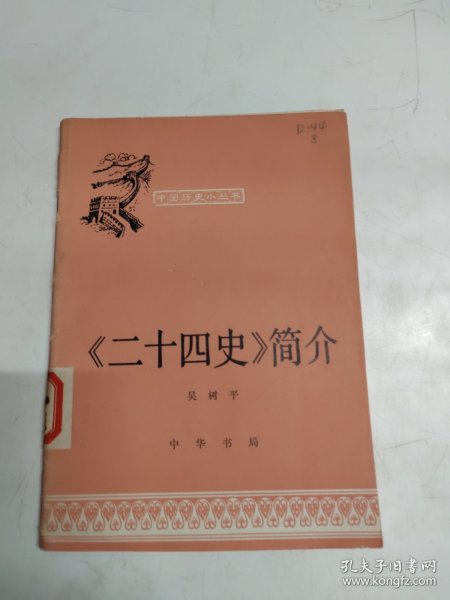 D·44
8
中国历史小丛书
《二十四史》简介
吴树平
中华书局
孔夫子旧书网
www.kongfz.com